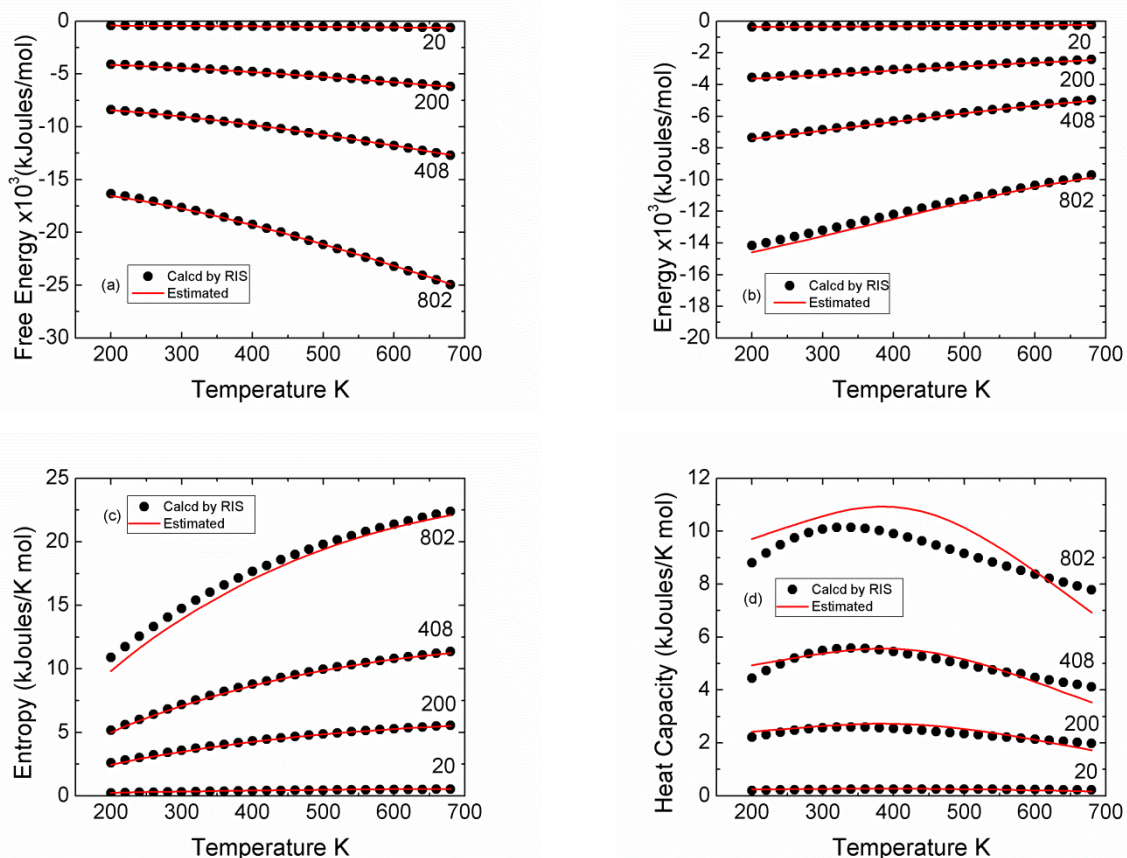 Free Energy x10³(kJoules/mol)
0
-5
-10
-15
-20
-25
-30
20
200
408
802
(a)
Calcd by RIS
Estimated
200 300 400 500 600 700
Temperature K
Energy x10³(kJoules/mol)
0
-2
-4
-6
-8
-10
-12
-14
-16
-18
-20
20
200
408
802
(b)
Calcd by RIS
Estimated
200 300 400 500 600 700
Temperature K
Entropy (kJoules/K mol)
25
20
15
10
5
0
(c)
Calcd by RIS
Estimated
802
408
200
20
200 300 400 500 600 700
Temperature K
Heat Capacity (kJoules/K mol)
12
10
8
6
4
2
0
802
(d)
Calcd by RIS
Estimated
408
200
20
200 300 400 500 600 700
Temperature K